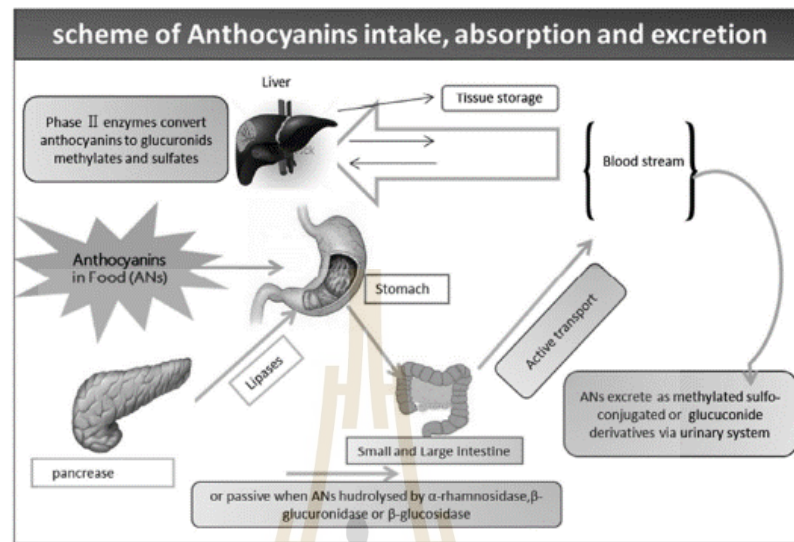 scheme of Anthocyanins intake, absorption and excretion
Liver
Tissue storage
Phase II enzymes convert
anthocyanins to glucuronids
methylates and sulfates
Blood stream
Anthocyanins
in Food (ANs)
Stomach
Active transport
Lipases
ANs excrete as methylated sulfo-
conjugated or glucuconide
derivatives via urinary system
Small and Large Intestine
pancrease
or passive when ANs hudrolysed by α-rhamnosidase,β-
glucuronidase or β-glucosidase